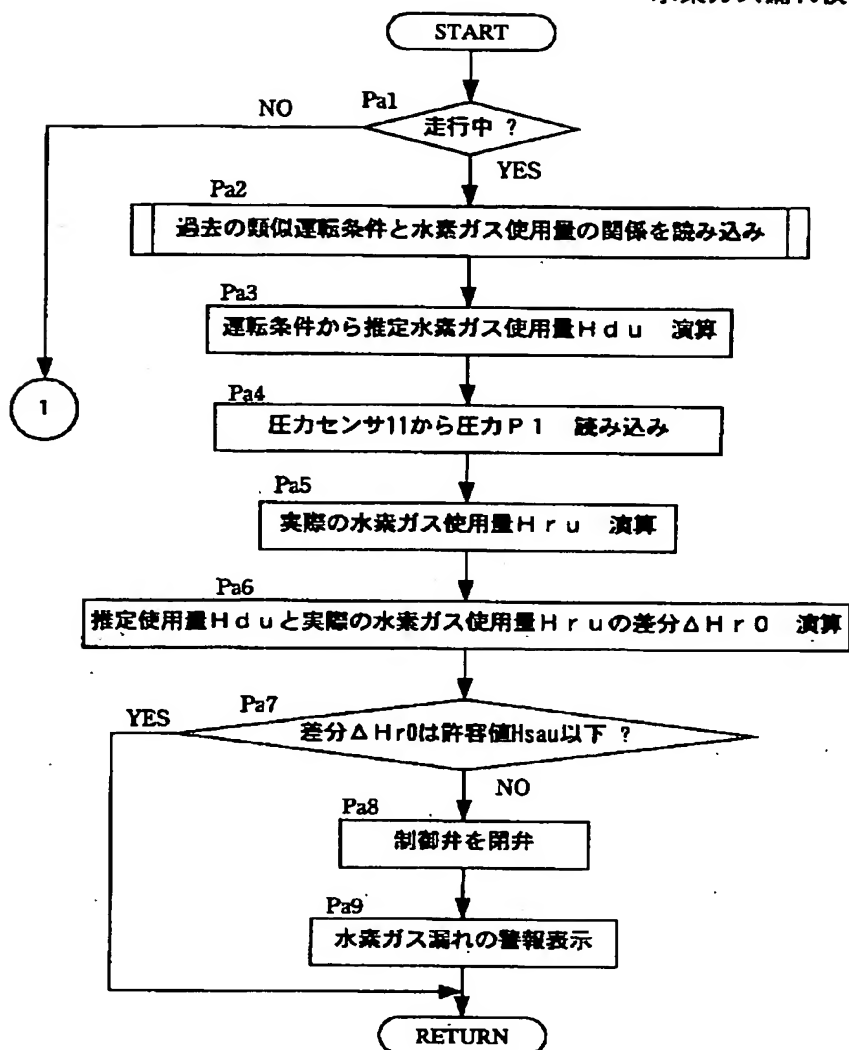 START
Pa1
NO
走行中 ?
YES
Pa2
過去の類似運転条件と水素ガス使用量の関係を読み込み
Pa3
運転条件から推定水素ガス使用量Hdu 演算
1
Pa4
圧力センサ11から圧力P1 読み込み
Pa5
実際の水素ガス使用量Hru 演算
Pa6
推定使用量Hduと実際の水素ガス使用量Hruの差分ΔHr0 演算
Pa7
YES
差分ΔHr0は許容値Hsau以下 ?
NO
Pa8
制御弁を閉弁
Pa9
水素ガス漏れの警報表示
RETURN